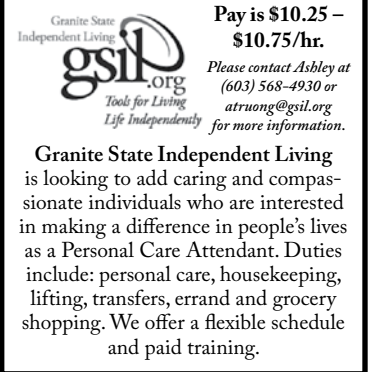 Granite State
Independent Living
gsil.org
Tools for Living
Life Independently
Pay is $10.25 –
$10.75/hr.
Please contact Ashley at
(603) 568-4930 or
atruong@gsil.org
for more information.
Granite State Independent Living
is looking to add caring and compas-
sionate individuals who are interested
in making a difference in people's lives
as a Personal Care Attendant. Duties
include: personal care, housekeeping,
lifting, transfers, errand and grocery
shopping. We offer a flexible schedule
and paid training.